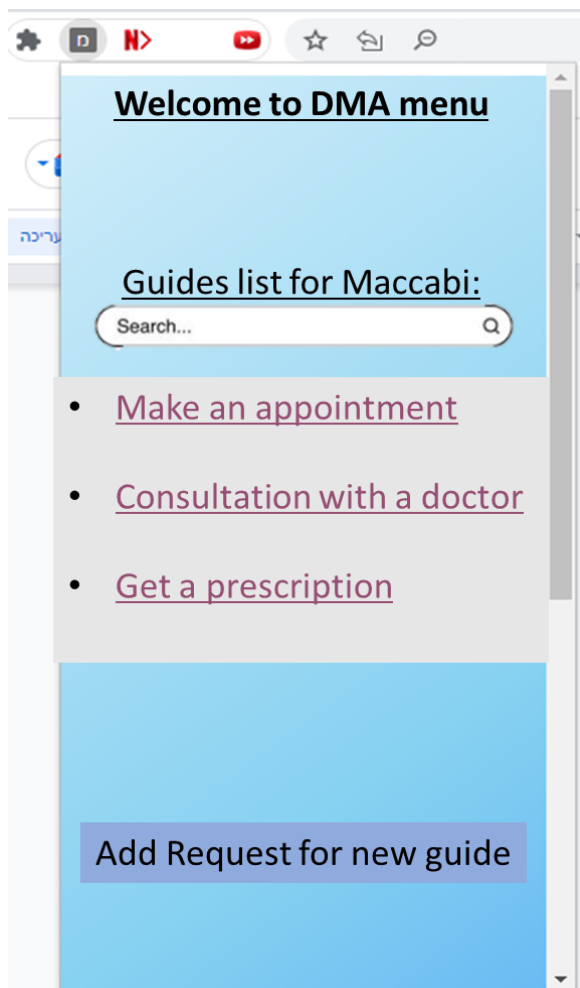 מ
N>
Welcome to DMA menu
עריכה
Guides list for Maccabi:
Search...
• Make an appointment
• Consultation with a doctor
• Get a prescription
Add Request for new guide